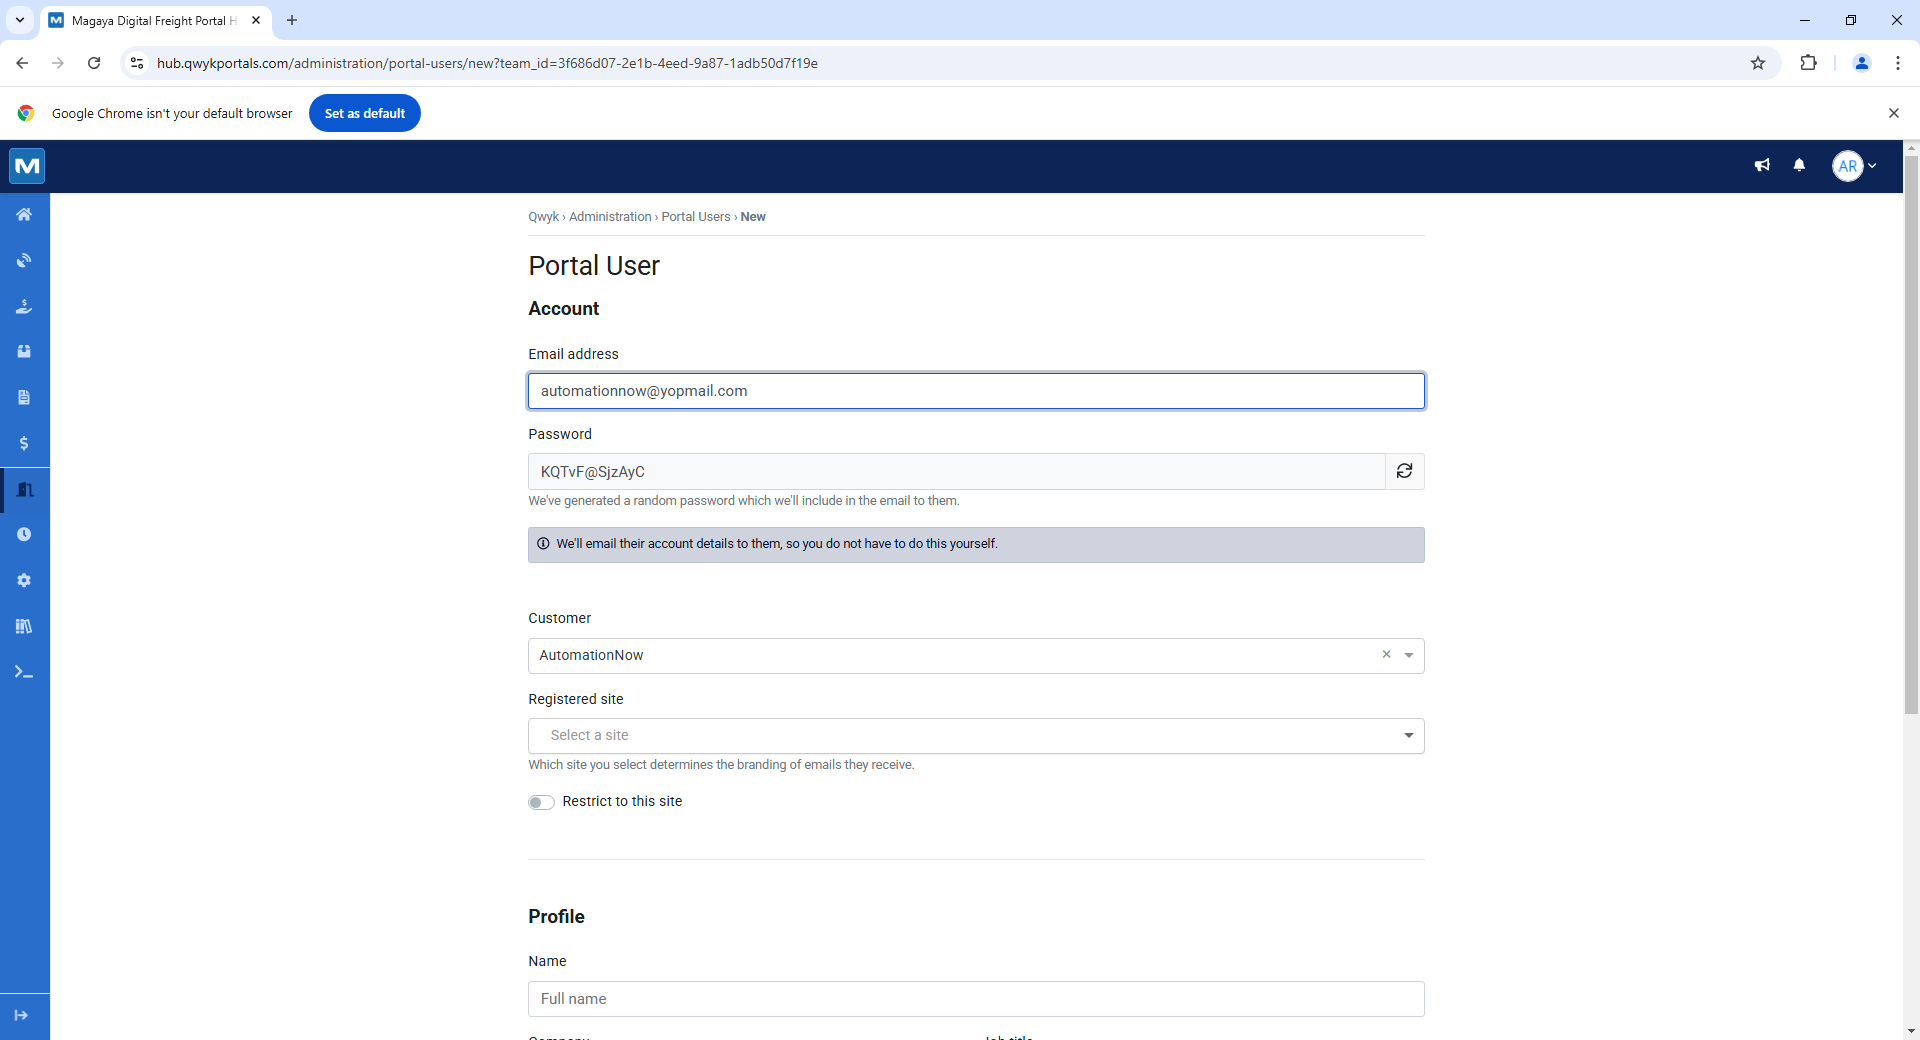 Magaya Digital Freight Portal H
hub.qwykportals.com/administration/portal-users/new?team_id=3f686d07-2e1b-4eed-9a87-1adb50d7f19e
Google Chrome isn't your default browser
Set as default
M
AR
Qwyk › Administration › Portal Users › New
Portal User
Account
Email address
automationnow@yopmail.com
Password
KQTvF@SjzAyC
We've generated a random password which we'll include in the email to them.
We'll email their account details to them, so you do not have to do this yourself.
Customer
AutomationNow
Registered site
Select a site
Which site you select determines the branding of emails they receive.
Restrict to this site
Profile
Name
Full name
Company Job title